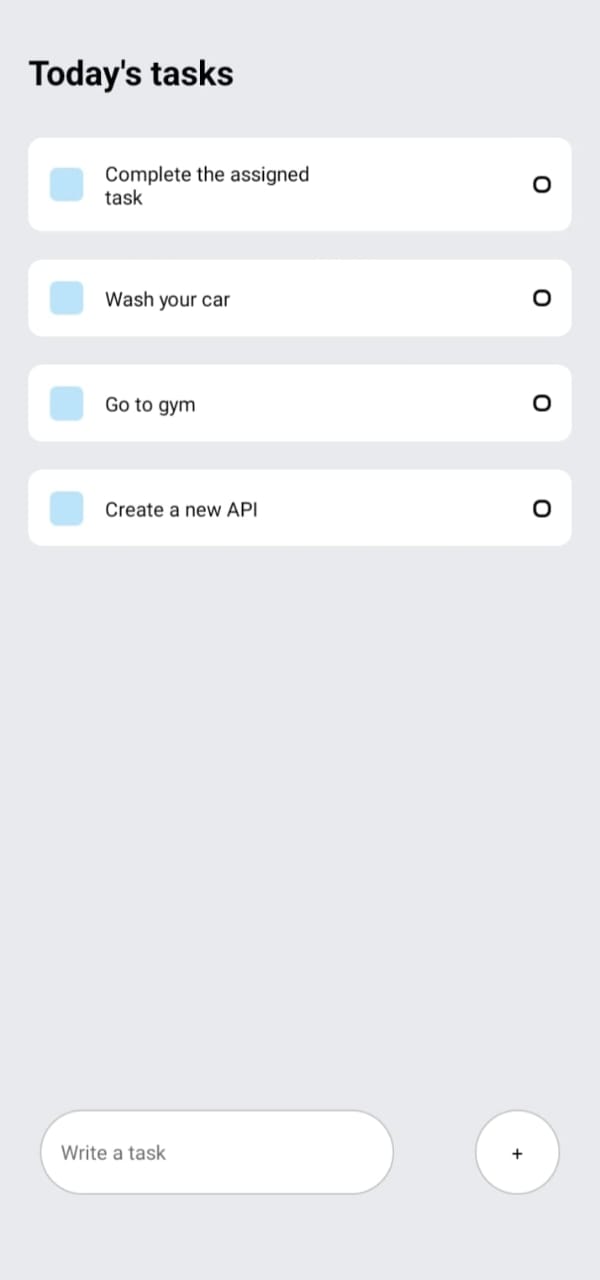 Today's tasks
Complete the assigned
task
Wash your car
Go to gym
Create a new API
Write a task
+